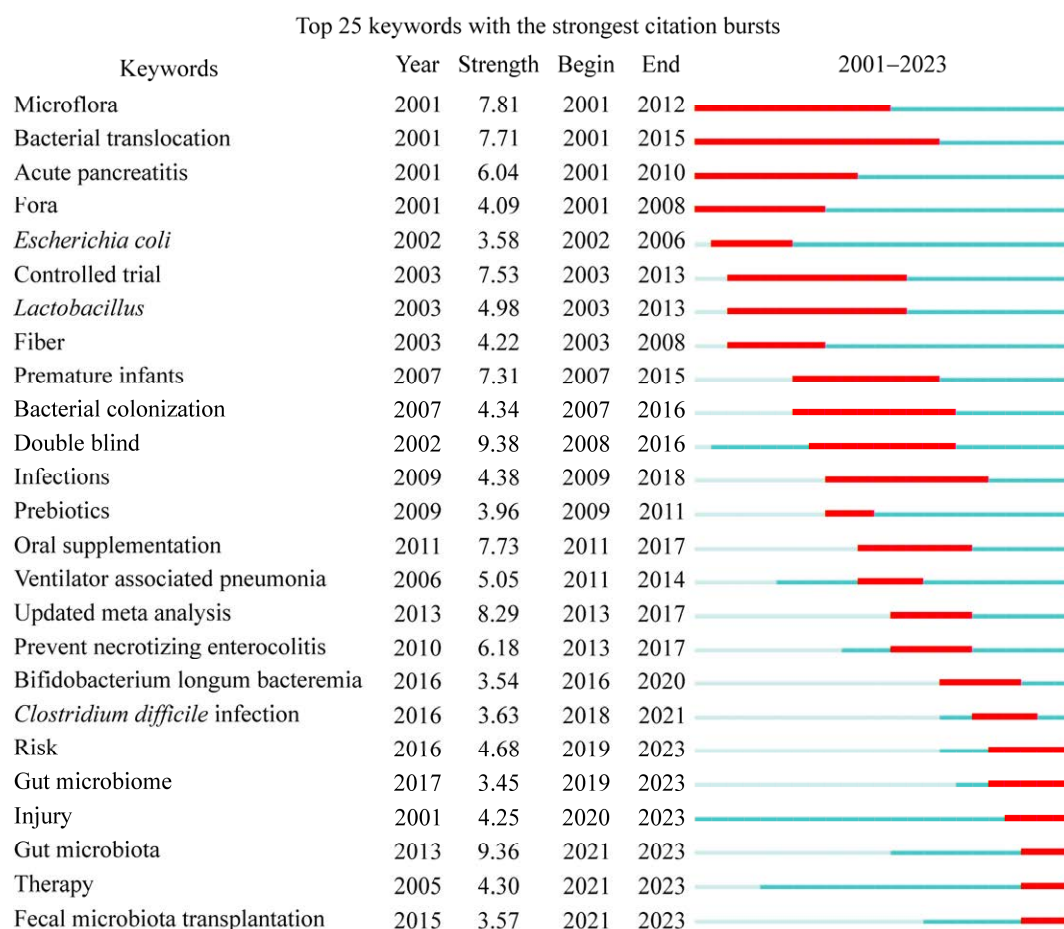 Top 25 keywords with the strongest citation bursts
Keywords Year Strength Begin End 2001–2023
Microflora 2001 7.81 2001 2012
Bacterial translocation 2001 7.71 2001 2015
Acute pancreatitis 2001 6.04 2001 2010
Fora 2001 4.09 2001 2008
Escherichia coli 2002 3.58 2002 2006
Controlled trial 2003 7.53 2003 2013
Lactobacillus 2003 4.98 2003 2013
Fiber 2003 4.22 2003 2008
Premature infants 2007 7.31 2007 2015
Bacterial colonization 2007 4.34 2007 2016
Double blind 2002 9.38 2008 2016
Infections 2009 4.38 2009 2018
Prebiotics 2009 3.96 2009 2011
Oral supplementation 2011 7.73 2011 2017
Ventilator associated pneumonia 2006 5.05 2011 2014
Updated meta analysis 2013 8.29 2013 2017
Prevent necrotizing enterocolitis 2010 6.18 2013 2017
Bifidobacterium longum bacteremia 2016 3.54 2016 2020
Clostridium difficile infection 2016 3.63 2018 2021
Risk 2016 4.68 2019 2023
Gut microbiome 2017 3.45 2019 2023
Injury 2001 4.25 2020 2023
Gut microbiota 2013 9.36 2021 2023
Therapy 2005 4.30 2021 2023
Fecal microbiota transplantation 2015 3.57 2021 2023